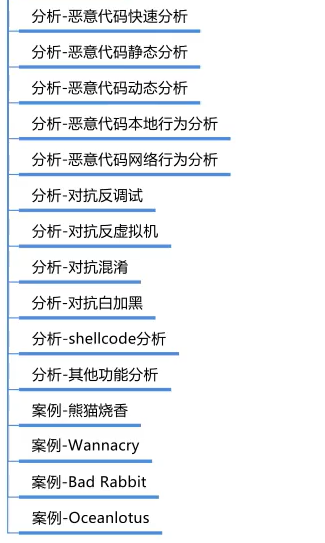 分析-恶意代码快速分析
分析-恶意代码静态分析
分析-恶意代码动态分析
分析-恶意代码本地行为分析
分析-恶意代码网络行为分析
分析-对抗反调试
分析-对抗反虚拟机
分析-对抗混淆
分析-对抗白加黑
分析-shellcode分析
分析-其他功能分析
案例-熊猫烧香
案例-Wannacry
案例-Bad Rabbit
案例-Oceanlotus